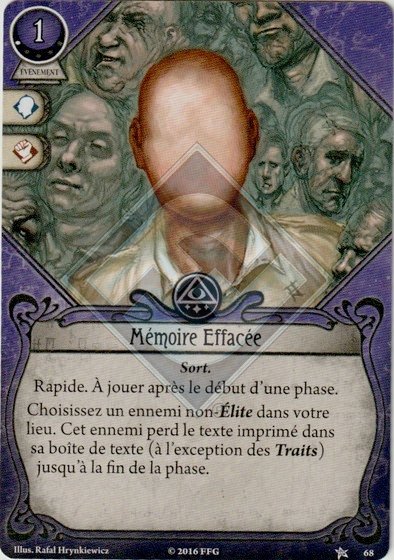 1
ÉVÉNEMENT
Mémoire Effacée
Sort.
Rapide. À jouer après le début d'une phase.
Choisissez un ennemi non-Élite dans votre
lieu. Cet ennemi perd le texte imprimé dans
sa boîte de texte (à l'exception des Traits)
jusqu'à la fin de la phase.
Illus. Rafal Hrynkiewicz © 2016 FFG 68